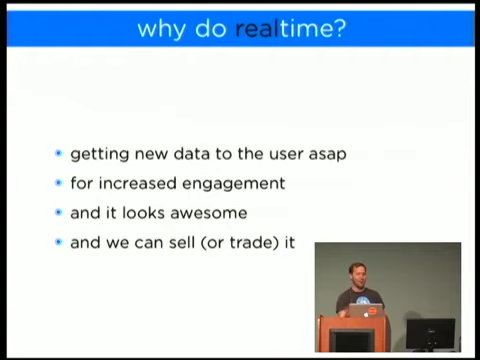 why do realtime?
getting new data to the user asap
for increased engagement
and it looks awesome
and we can sell (or trade) it